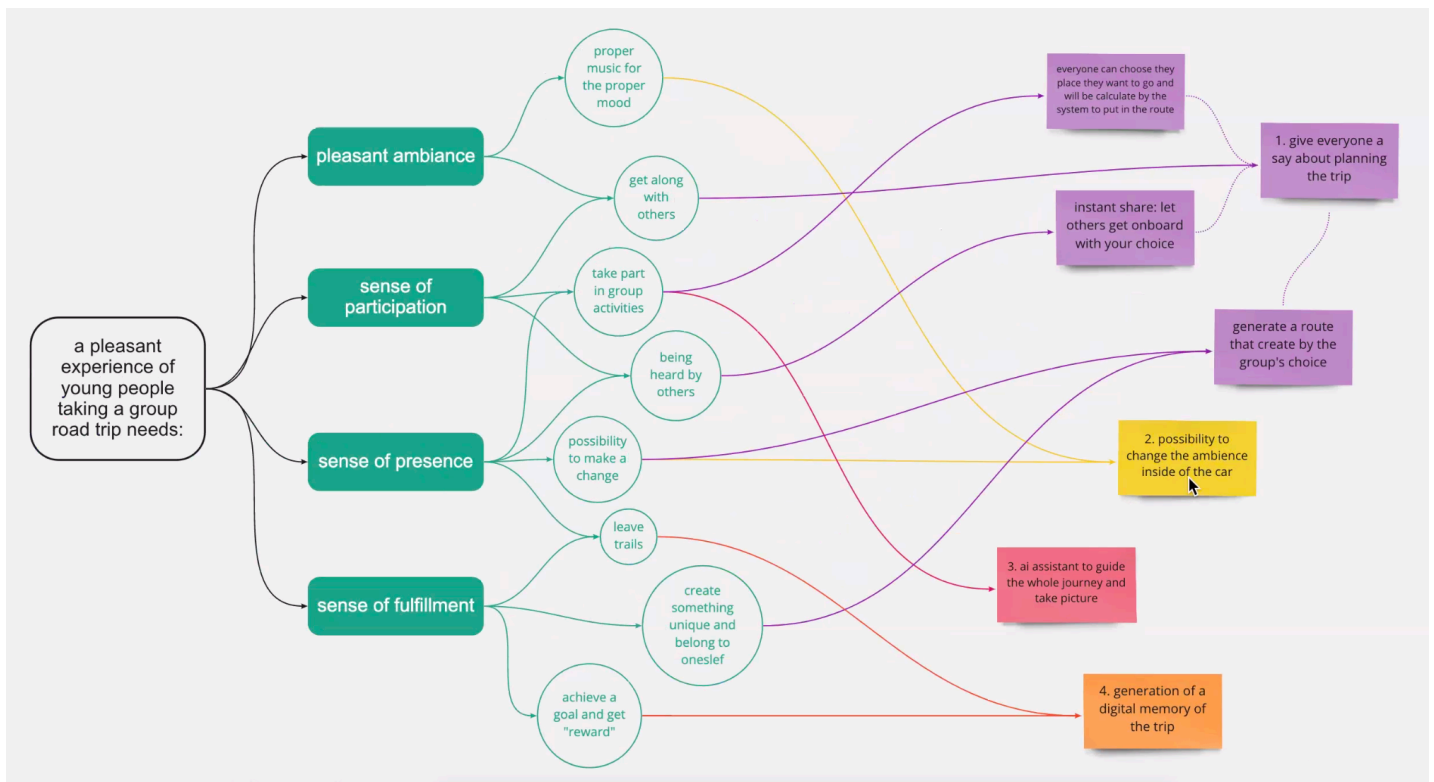 a pleasant
experience of
young people
taking a group
road trip needs:
pleasant ambiance
sense of
participation
sense of presence
sense of fulfillment
proper
music for
the proper
mood
get along
with
others
take part
in group
activities
being
heard by
others
possibility
to make a
change
leave
trails
create
something
unique and
belong to
oneslef
achieve a
goal and get
"reward"
everyone can choose they
place they want to go and
will be calculate by the
system to put in the route
instant share: let
others get onboard
with your choice
1. give everyone a
say about planning
the trip
generate a route
that create by the
group's choice
2. possibility to
change the ambience
inside of the car
3. ai assistant to guide
the whole journey and
take picture
4. generation of a
digital memory of
the trip